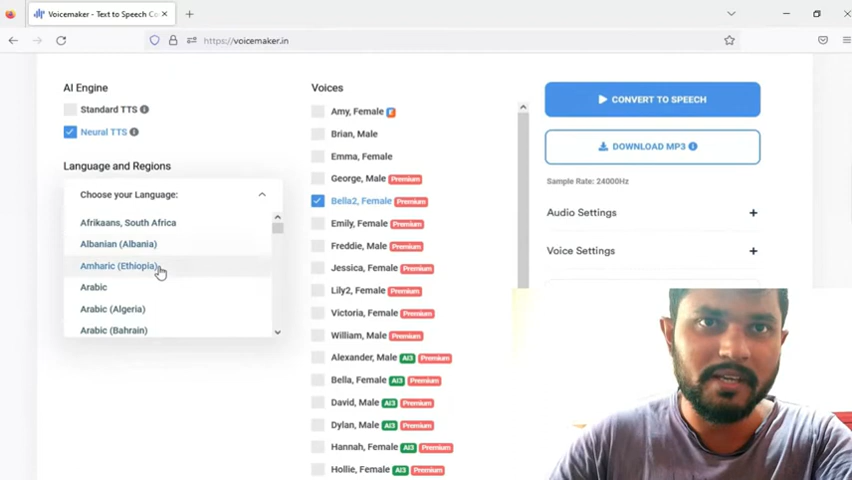 Voicemaker - Text to Speech Co
https://voicemaker.in
AI Engine
Standard TTS
Neural TTS
Language and Regions
Choose your Language:
Afrikaans, South Africa
Albanian (Albania)
Amharic (Ethiopia)
Arabic
Arabic (Algeria)
Arabic (Bahrain)
Voices
Amy, Female E
Brian, Male
Emma, Female
George, Male Premium
Bella2, Female Premium
Emily, Female Premium
Freddie, Male Premium
Jessica, Female Premium
Lily2, Female Premium
Victoria, Female Premium
William, Male Premium
Alexander, Male AI3 Premium
Bella, Female AI3 Premium
David, Male AI3 Premium
Dylan, Male AI3 Premium
Hannah, Female AI3 Premium
Hollie, Female AI3 Premium
CONVERT TO SPEECH
DOWNLOAD MP3
Sample Rate: 24000Hz
Audio Settings
Voice Settings